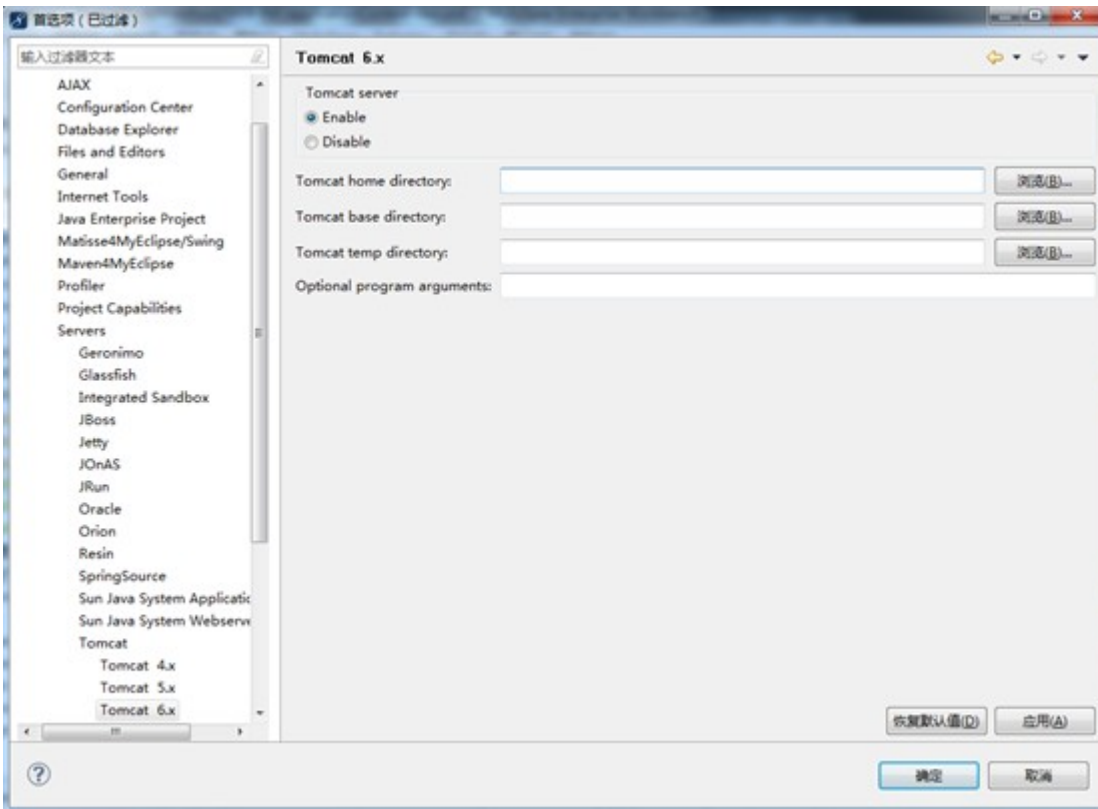 首选项（已过滤）
输入过滤器文本
AJAX
Configuration Center
Database Explorer
Files and Editors
General
Internet Tools
Java Enterprise Project
Matisse4MyEclipse/Swing
Maven4MyEclipse
Profiler
Project Capabilities
Servers
Geronimo
Glassfish
Integrated Sandbox
JBoss
Jetty
JOnAS
JRun
Oracle
Orion
Resin
SpringSource
Sun Java System Applicatic
Sun Java System Webserve
Tomcat
Tomcat 4.x
Tomcat 5.x
Tomcat 6.x
Tomcat 6.x
Tomcat server
Enable
Disable
Tomcat home directory:
浏览(B)...
Tomcat base directory:
浏览(B)...
Tomcat temp directory:
浏览(B)...
Optional program arguments:
恢复默认值(D)
应用(A)
确定
取消